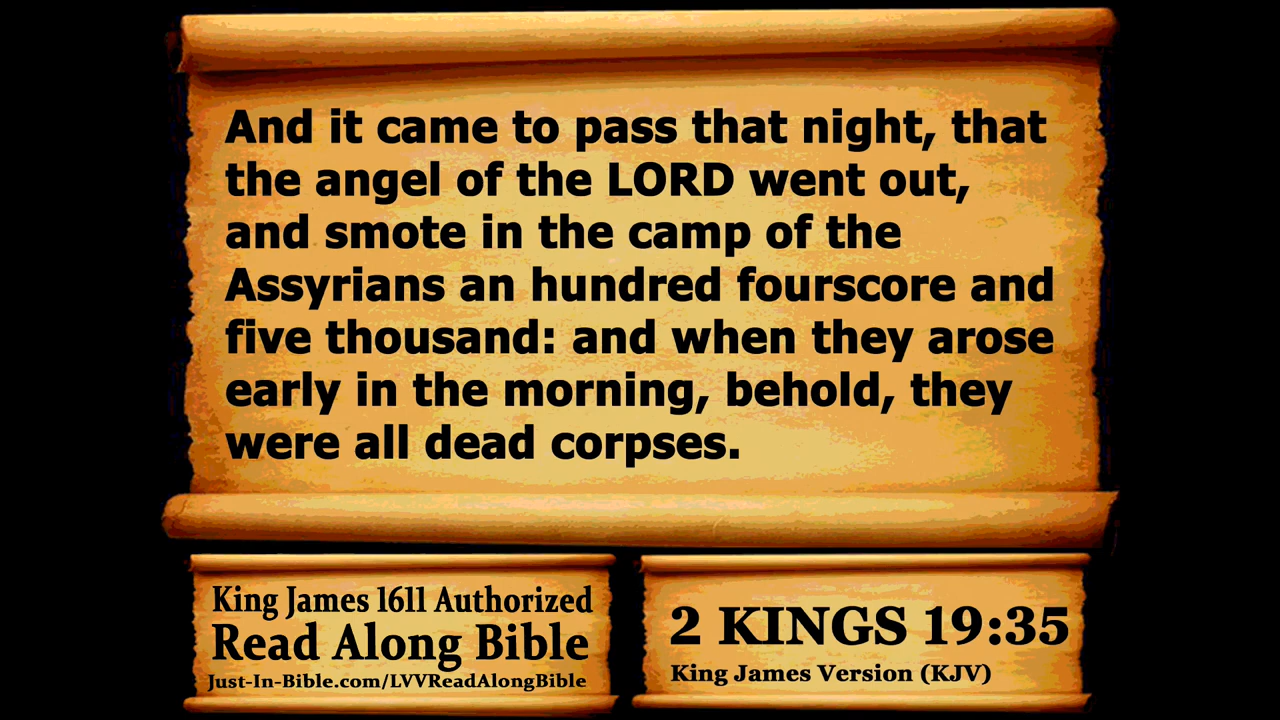 And it came to pass that night, that
the angel of the LORD went out,
and smote in the camp of the
Assyrians an hundred fourscore and
five thousand: and when they arose
early in the morning, behold, they
were all dead corpses.
King James 1611 Authorized
Read Along Bible
Just-In-Bible.com/LVVReadAlongBible
2 KINGS 19:35
King James Version (KJV)